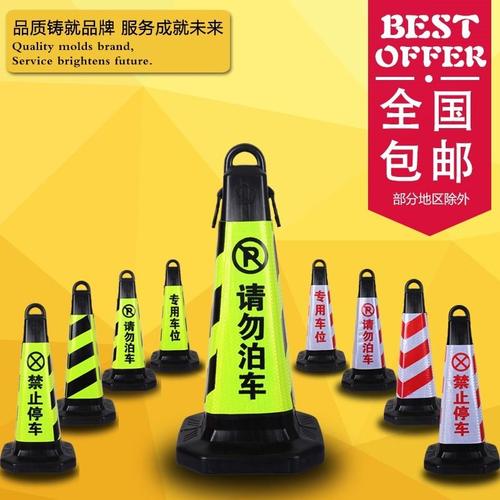 品质铸就品牌 服务成就未来
Quality molds brand,
Service brightens future.
BEST
OFFER
全国
包邮
部分地区除外
禁止停车
请勿泊车
专用车位
R
请勿泊车
专用车位
请勿泊车
禁止停车